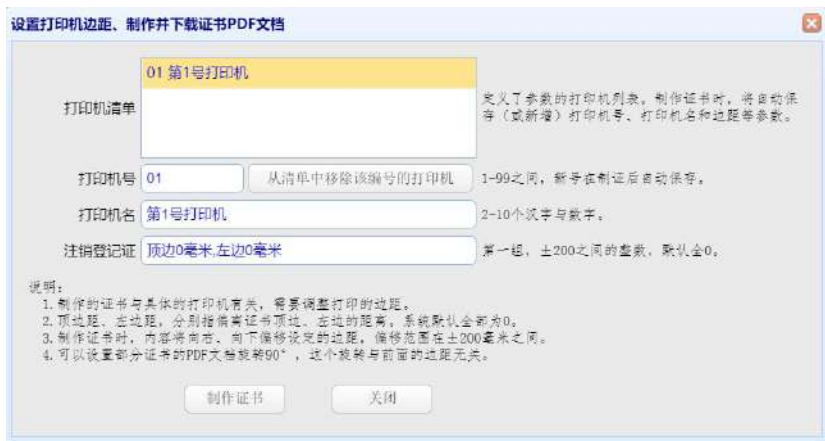 设置打印机边距、制作并下载证书PDF文档
01 第1号打印机
打印机清单
定义了参数的打印机列表。制作证书时，将自动保
存（或新增）打印机号、打印机名和边距等参数。
打印机号 01 从清单中移除该编号的打印机 1-99之间，新号在制证后自动保存。
打印机名 第1号打印机 2-10个汉字与数字。
注销登记证 顶边0毫米,左边0毫米 第一组，±200之间的整数，默认全0。
说明：
1.制作的证书与具体的打印机有关，需要调整打印的边距。
2.顶边距、左边距，分别指偏离证书顶边、左边的距离。系统默认全部为0。
3.制作证书时，内容将向右、向下偏移设定的边距，偏移范围在±200毫米之间。
4.可以设置部分证书的PDF文档旋转90°，这个旋转与前面的边距无关。
制作证书 关闭